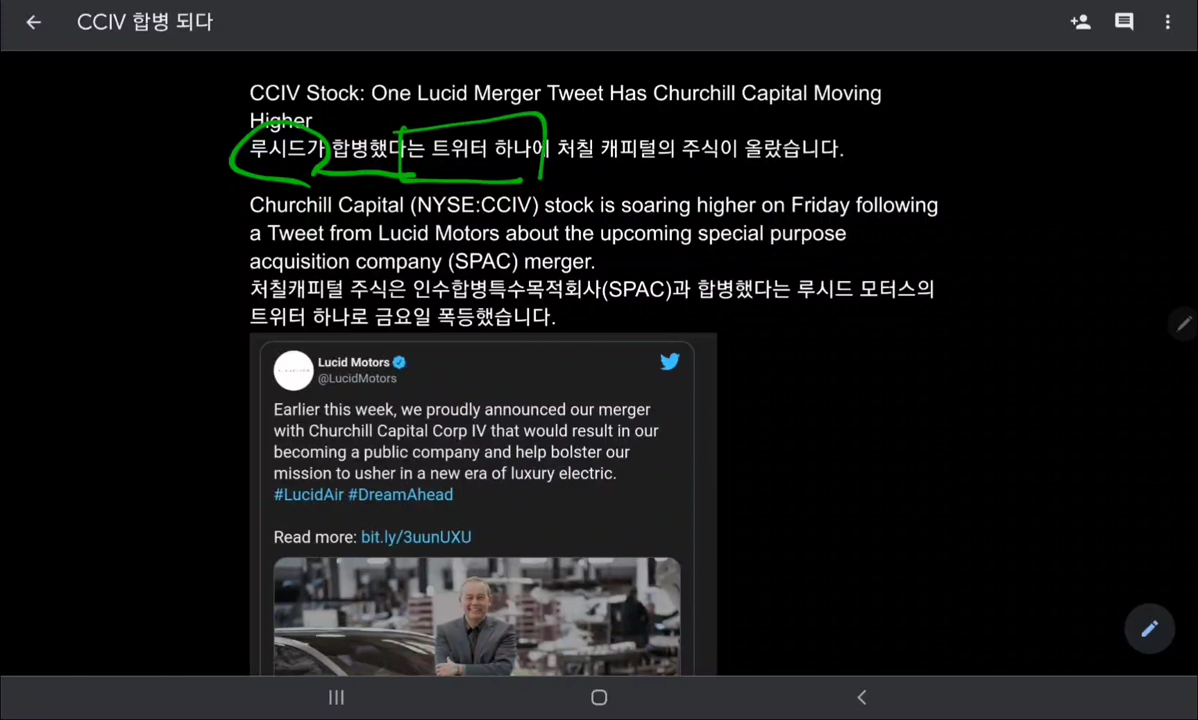 CCIV 합병 되다
CCIV Stock: One Lucid Merger Tweet Has Churchill Capital Moving
Higher
루시드가 합병했다는 트위터 하나에 처칠 캐피털의 주식이 올랐습니다.
Churchill Capital (NYSE:CCIV) stock is soaring higher on Friday following
a Tweet from Lucid Motors about the upcoming special purpose
acquisition company (SPAC) merger.
처칠캐피털 주식은 인수합병특수목적회사(SPAC)과 합병했다는 루시드 모터스의
트위터 하나로 금요일 폭등했습니다.
Lucid Motors
@LucidMotors
Earlier this week, we proudly announced our merger
with Churchill Capital Corp IV that would result in our
becoming a public company and help bolster our
mission to usher in a new era of luxury electric.
#LucidAir #DreamAhead
Read more: bit.ly/3uunUXU